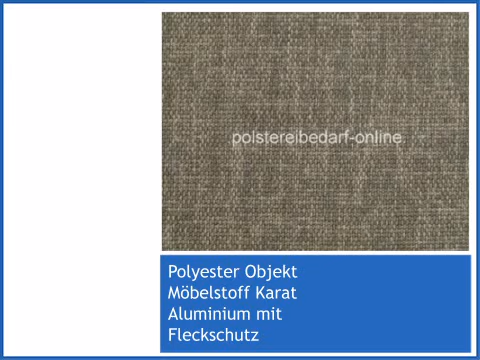 polstereibedarf-online
Polyester Objekt
Möbelstoff Karat
Aluminium mit
Fleckschutz